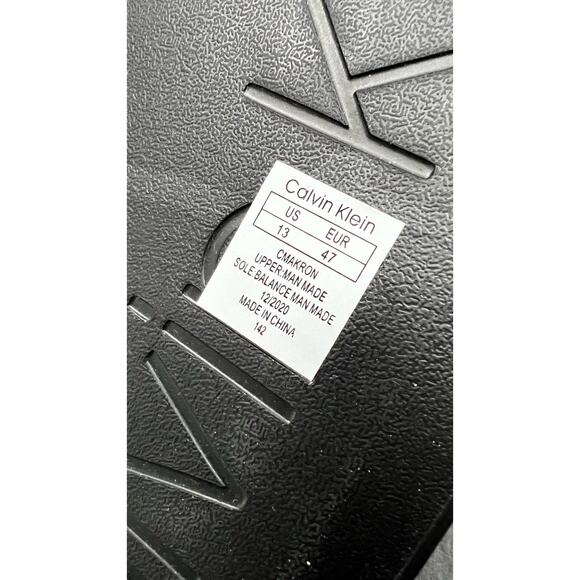 Calvin Klein
US EUR
13 47
CMAKRON
UPPER:MAN MADE
SOLE BALANCE MAN MADE
12/2020
MADE IN CHINA
142
K